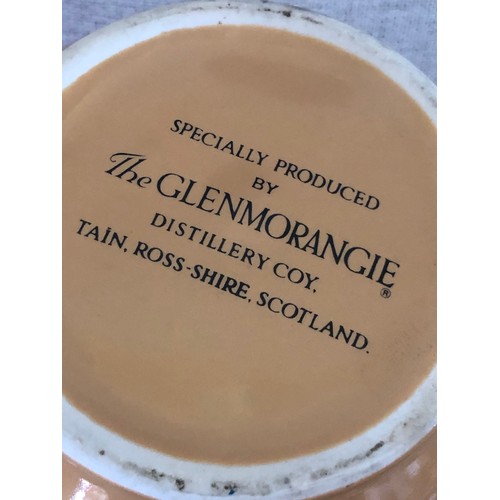 SPECIALLY PRODUCED
BY
The GLENMORANGIE®
DISTILLERY COY,
TAIN, ROSS-SHIRE, SCOTLAND.